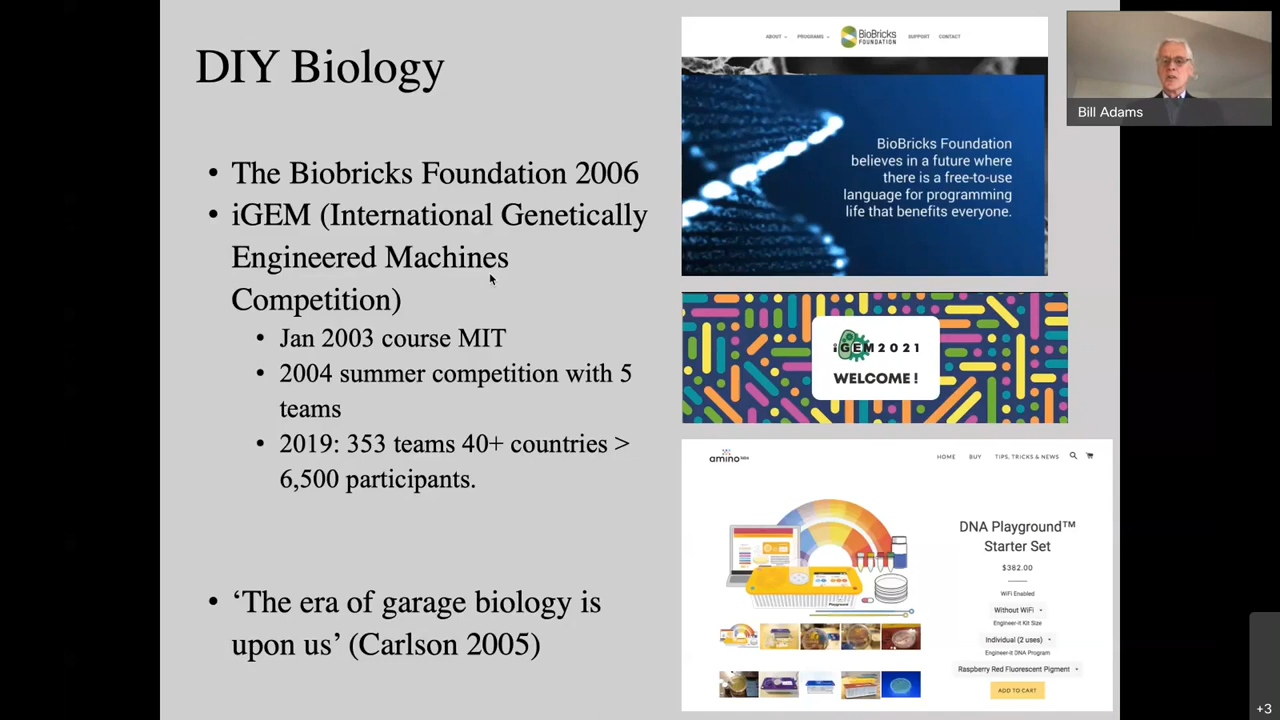 DIY Biology
• The Biobricks Foundation 2006
• iGEM (International Genetically
Engineered Machines
Competition)
• Jan 2003 course MIT
• 2004 summer competition with 5
teams
• 2019: 353 teams 40+ countries >
6,500 participants.
• ‘The era of garage biology is
upon us’ (Carlson 2005)
ABOUT PROGRAMS BIOBRICKS FOUNDATION SUPPORT CONTACT
BioBricks Foundation
believes in a future where
there is a free-to-use
language for programming
life that benefits everyone.
iGEM2021
WELCOME!
amino labs HOME BUY TIPS, TRICKS & NEWS
DNA Playground™
Starter Set
$382.00
WiFi Enabled
Without WiFi
Engineer-it Kit Size
Individual (2 uses)
Engineer-it DNA Program
Raspberry Red Fluorescent Pigment
ADD TO CART
Playground
Bill Adams
+3